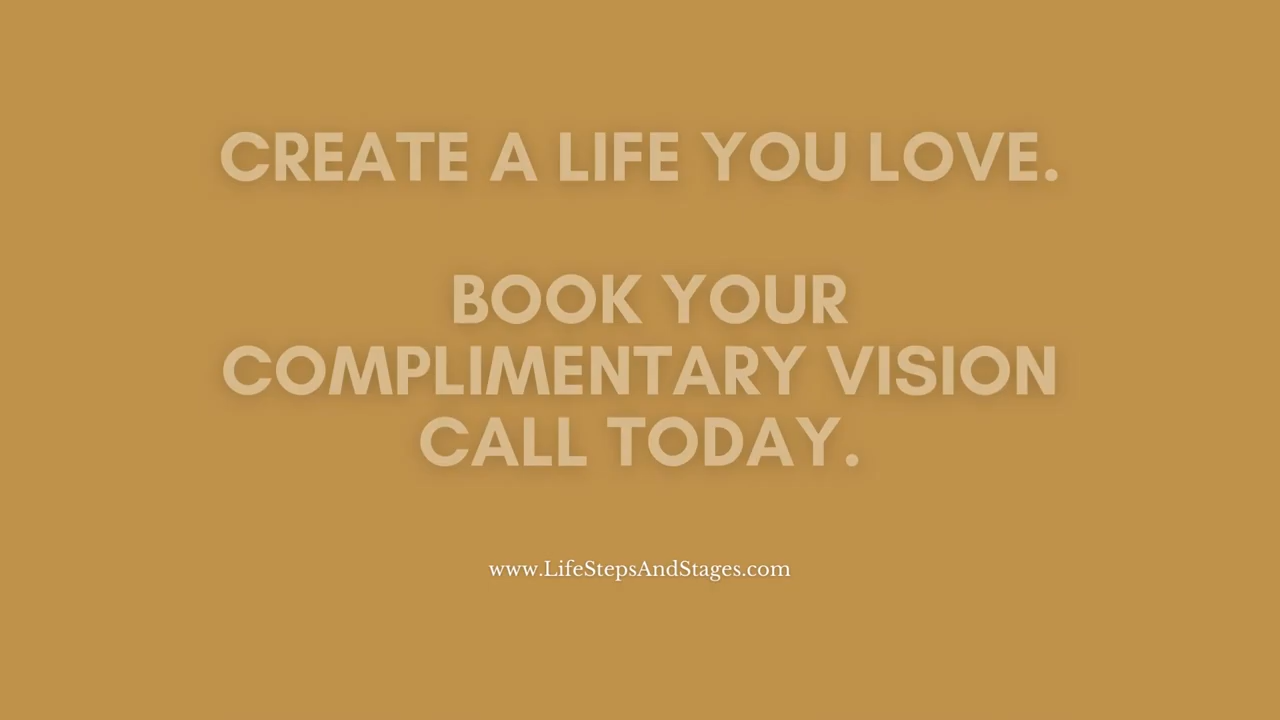 CREATE A LIFE YOU LOVE.
BOOK YOUR
COMPLIMENTARY VISION
CALL TODAY.
www.LifeStepsAndStages.com